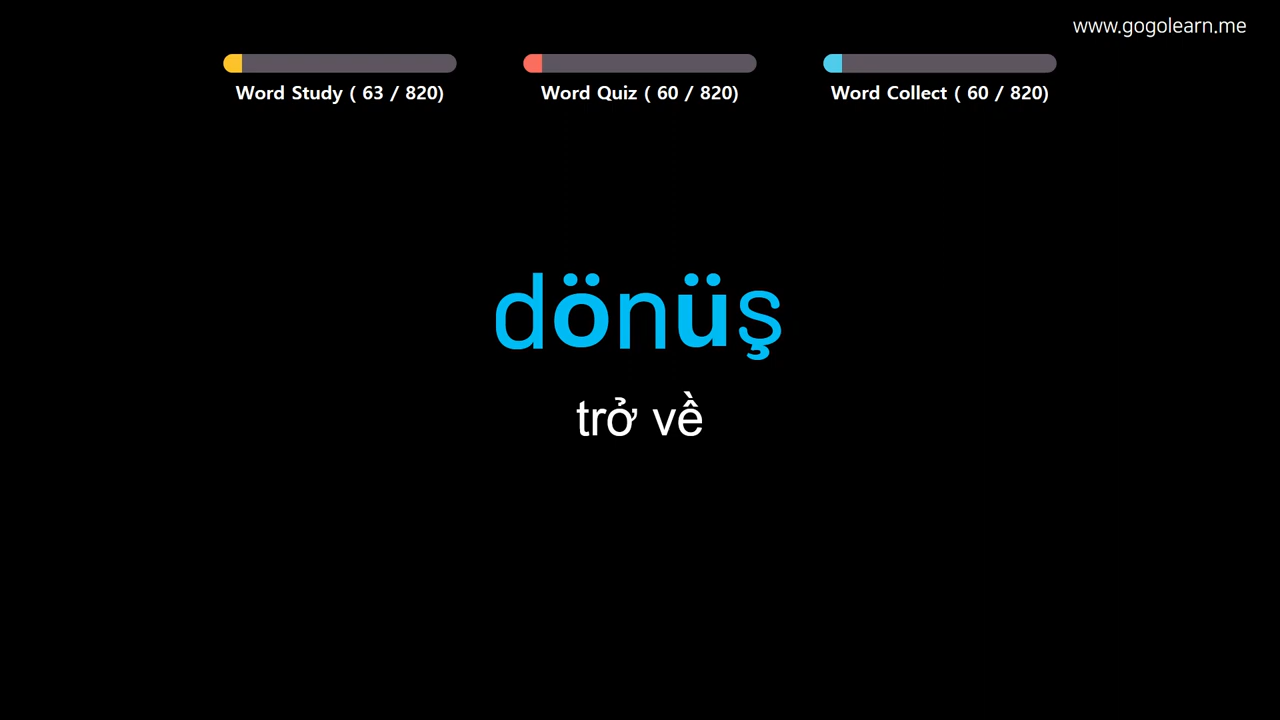 www.gogolearn.me
Word Study ( 63 / 820)
Word Quiz ( 60 / 820)
Word Collect ( 60 / 820)
dönüş
trở về